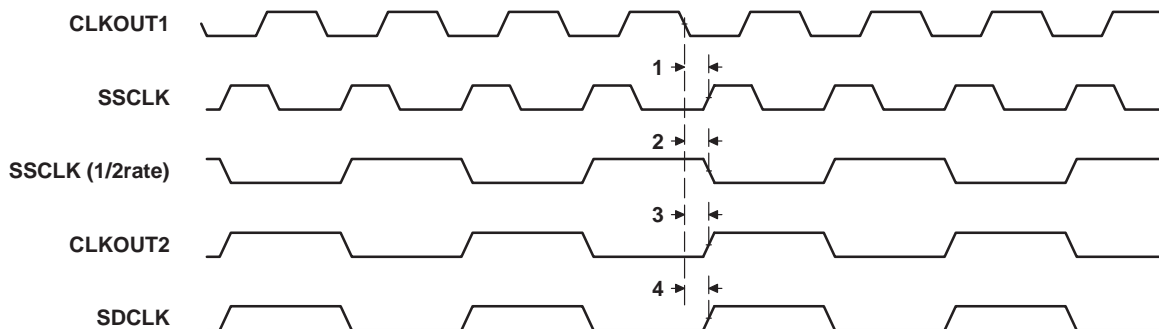 CLKOUT1
1
SSCLK
2
SSCLK (1/2rate)
3
CLKOUT2
4
SDCLK